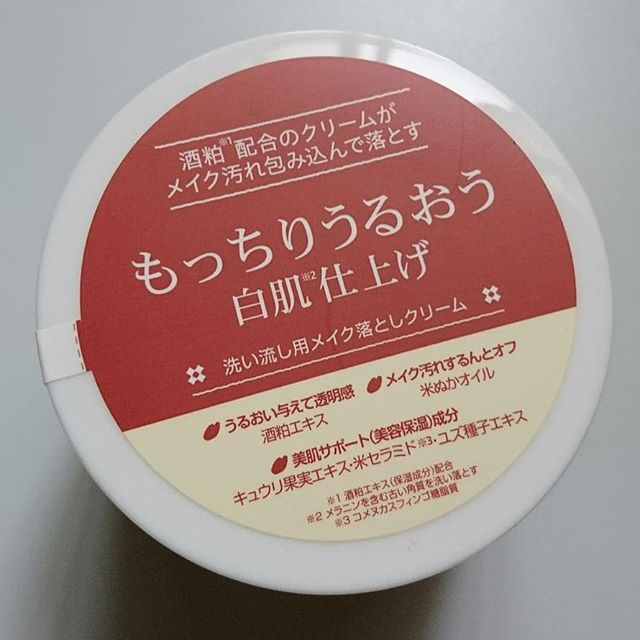 酒粕※1配合のクリームが
メイク汚れ包み込んで落とす
もっちりうるおう
白肌※2仕上げ
洗い流し用メイク落としクリーム
うるおい与えて透明感
酒粕エキス
メイク汚れするんとオフ
米ぬかオイル
美肌サポート(美容保湿)成分
キュウリ果実エキス・米セラミド※3・ユズ種子エキス
※1 酒粕エキス(保湿成分)配合
※2 メラニンを含む古い角質を洗い落とす
※3 コメヌカスフィンゴ糖脂質